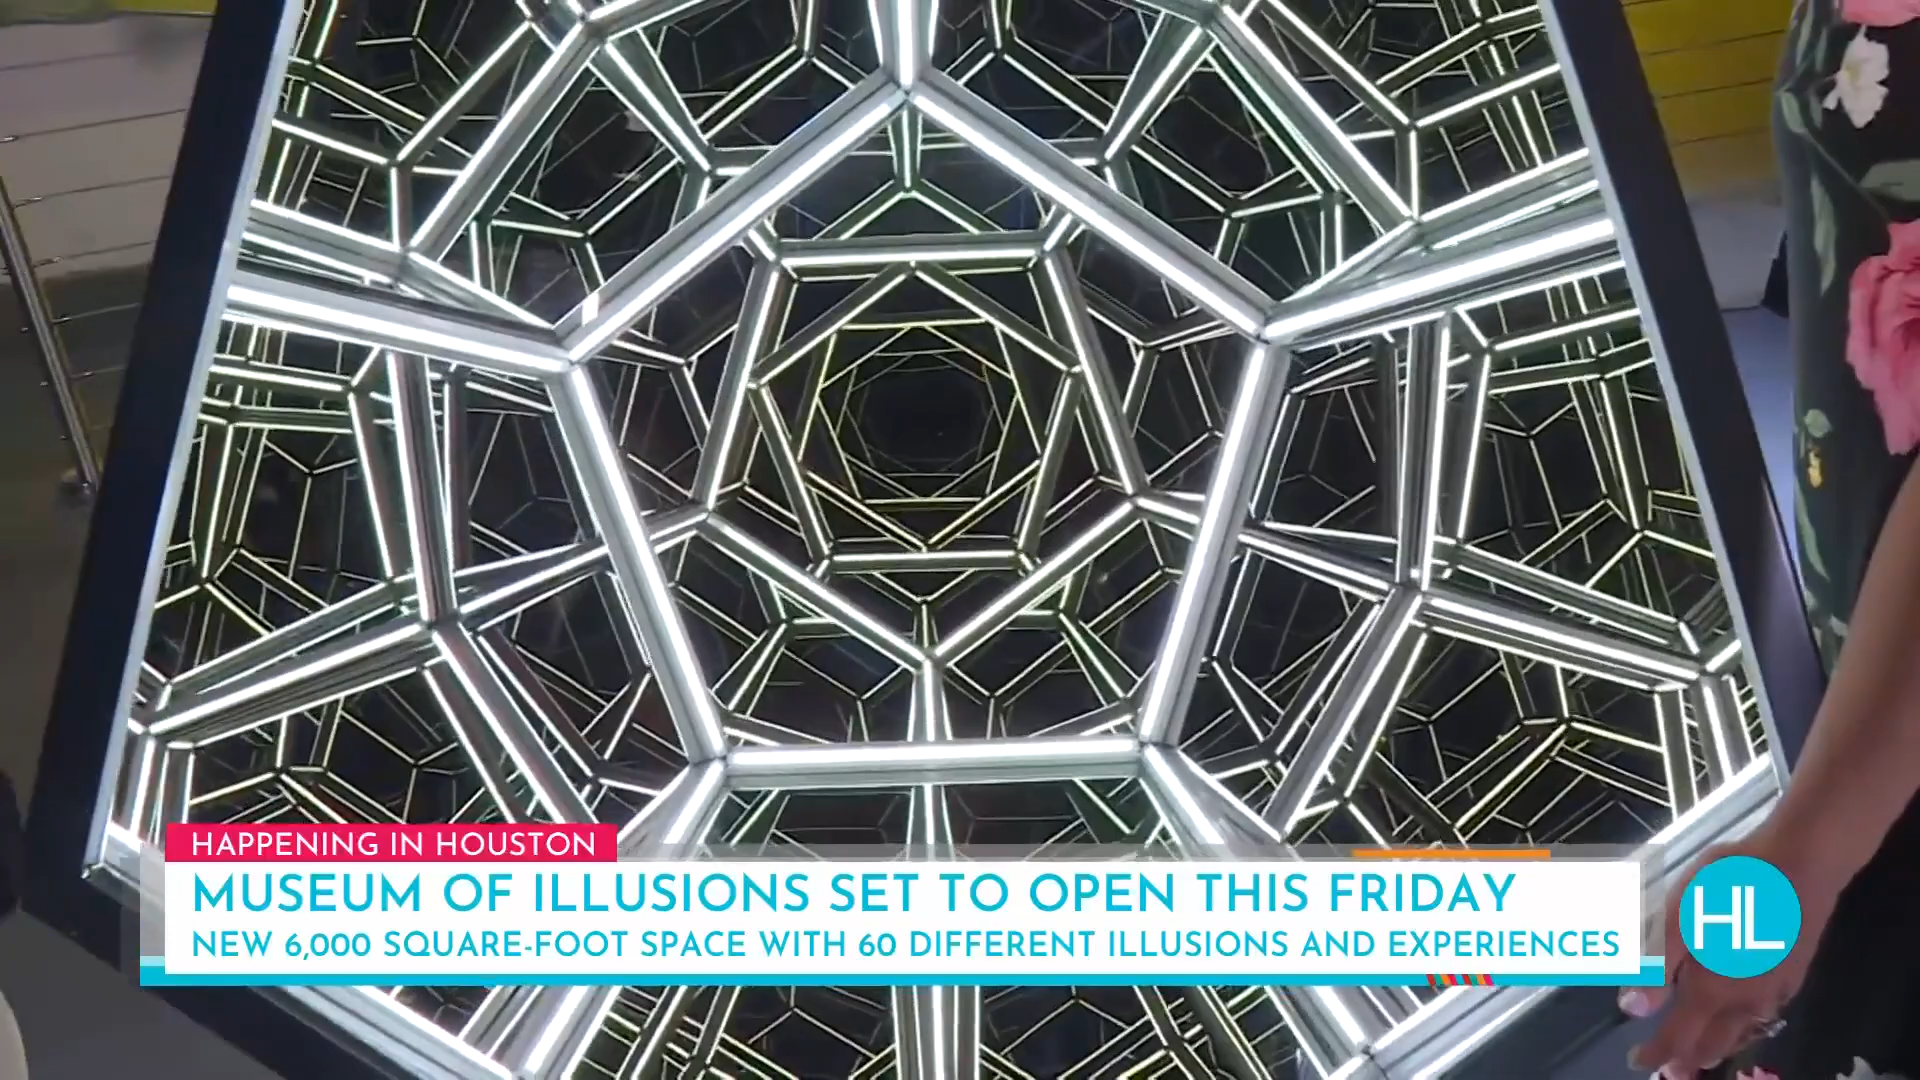 HAPPENING IN HOUSTON
MUSEUM OF ILLUSIONS SET TO OPEN THIS FRIDAY
NEW 6,000 SQUARE-FOOT SPACE WITH 60 DIFFERENT ILLUSIONS AND EXPERIENCES
HL